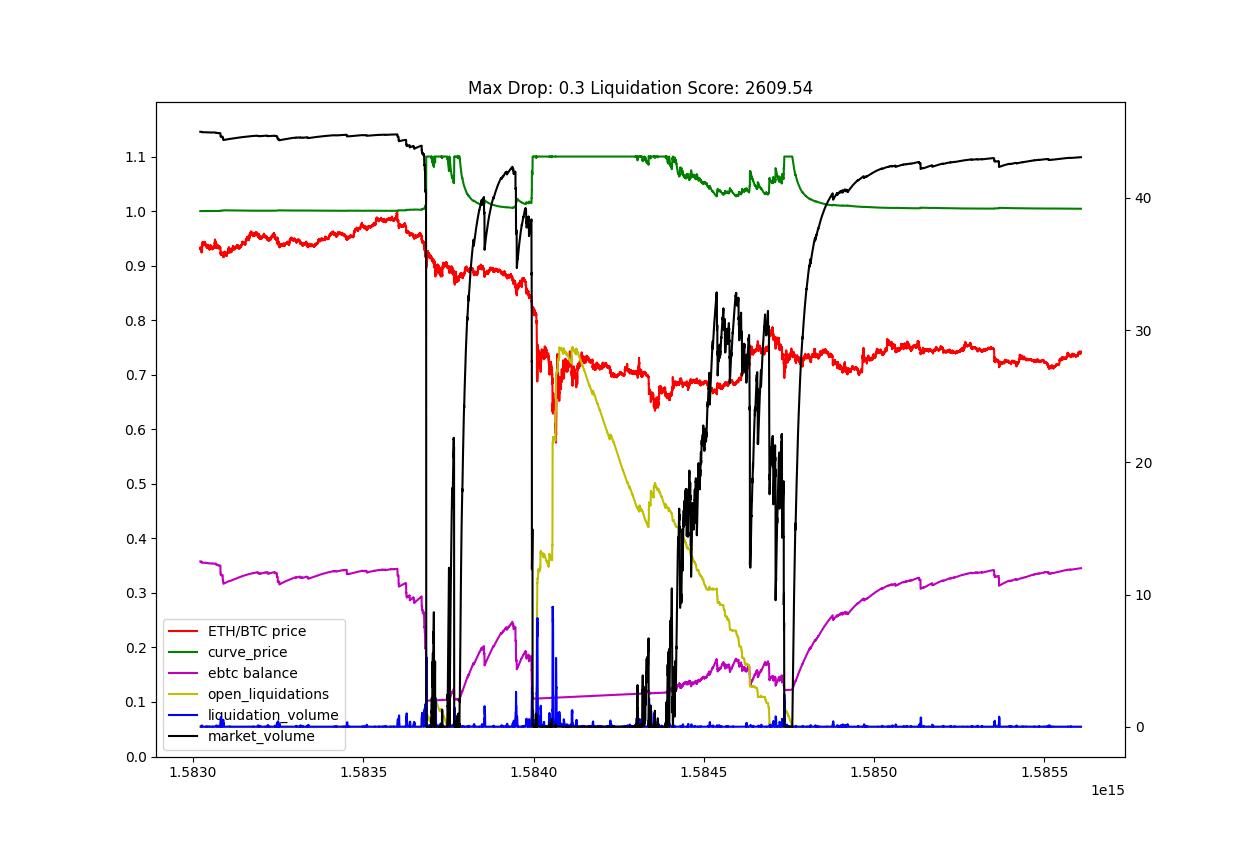 Max Drop: 0.3 Liquidation Score: 2609.54
1.1
1.0
0.9
0.8
0.7
0.6
0.5
0.4
0.3
0.2
0.1
0.0
40
30
20
10
0
ETH/BTC price
curve_price
ebtc balance
open_liquidations
liquidation_volume
market_volume
1.5830 1.5835 1.5840 1.5845 1.5850 1.5855
1e15